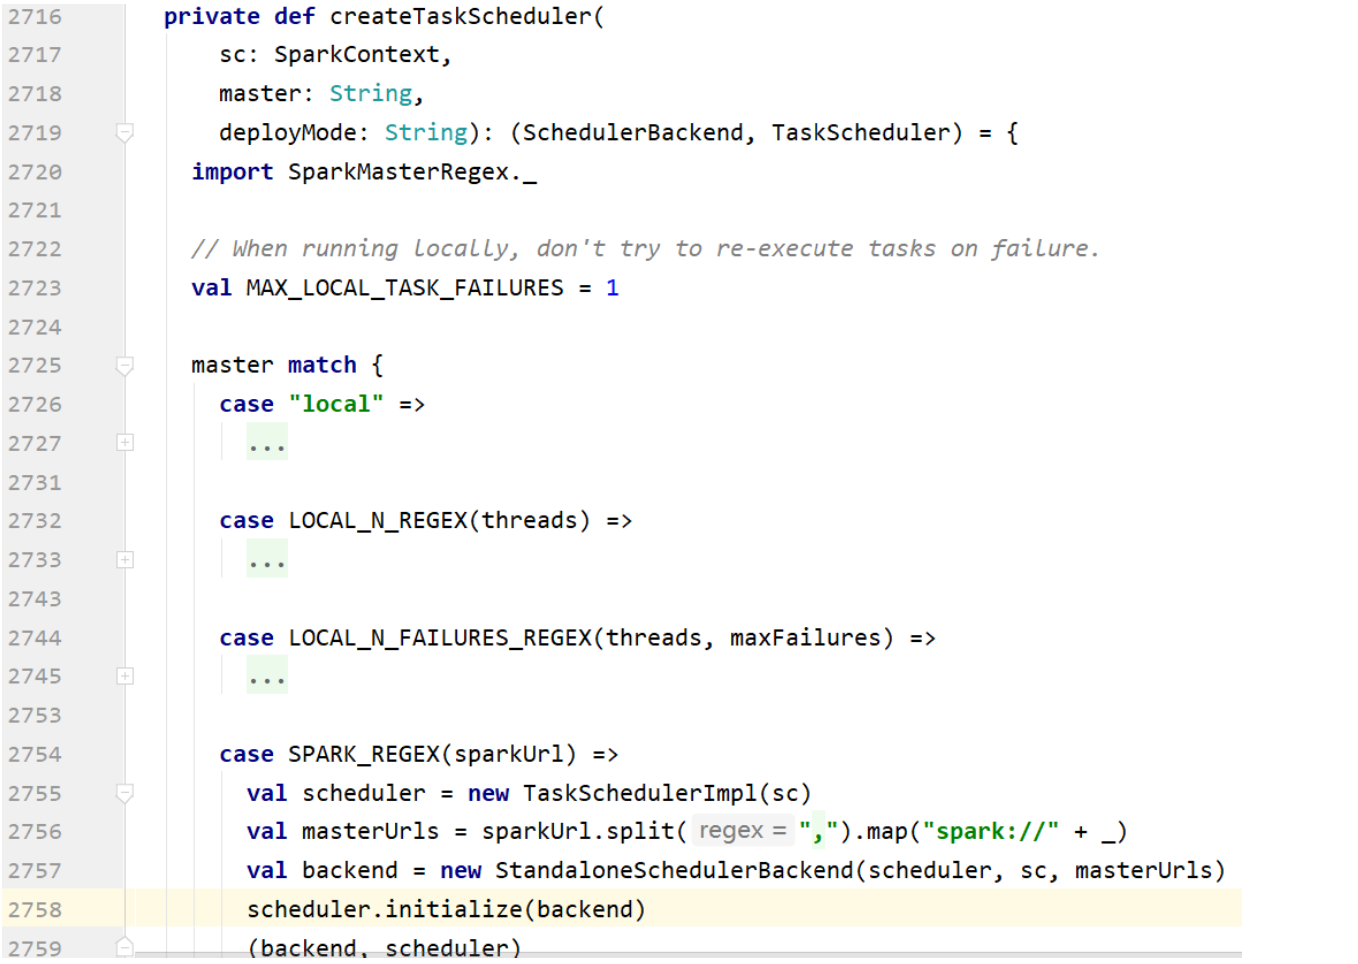 2716 private def createTaskScheduler(
2717 sc: SparkContext,
2718 master: String,
2719 deployMode: String): (SchedulerBackend, TaskScheduler) = {
2720 import SparkMasterRegex._
2721
2722 // When running locally, don't try to re-execute tasks on failure.
2723 val MAX_LOCAL_TASK_FAILURES = 1
2724
2725 master match {
2726 case "local" =>
2727 ...
2731
2732 case LOCAL_N_REGEX(threads) =>
2733 ...
2743
2744 case LOCAL_N_FAILURES_REGEX(threads, maxFailures) =>
2745 ...
2753
2754 case SPARK_REGEX(sparkUrl) =>
2755 val scheduler = new TaskSchedulerImpl(sc)
2756 val masterUrls = sparkUrl.split( regex = ",").map("spark://" + _)
2757 val backend = new StandaloneSchedulerBackend(scheduler, sc, masterUrls)
2758 scheduler.initialize(backend)
2759 (backend, scheduler)